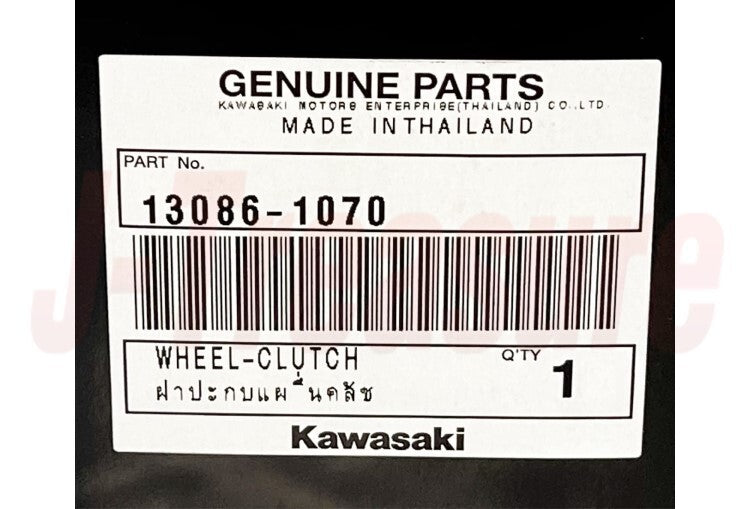 GENUINE PARTS
KAWASAKI MOTORS ENTERPRISE(THAILAND) CO.,LTD.
MADE INTHAILAND
PART No.
13086-1070
WHEEL-CLUTCH
Q'TY 1
ฝาปะกบแผ่ืนคลัช
Kawasaki
J-Treasure